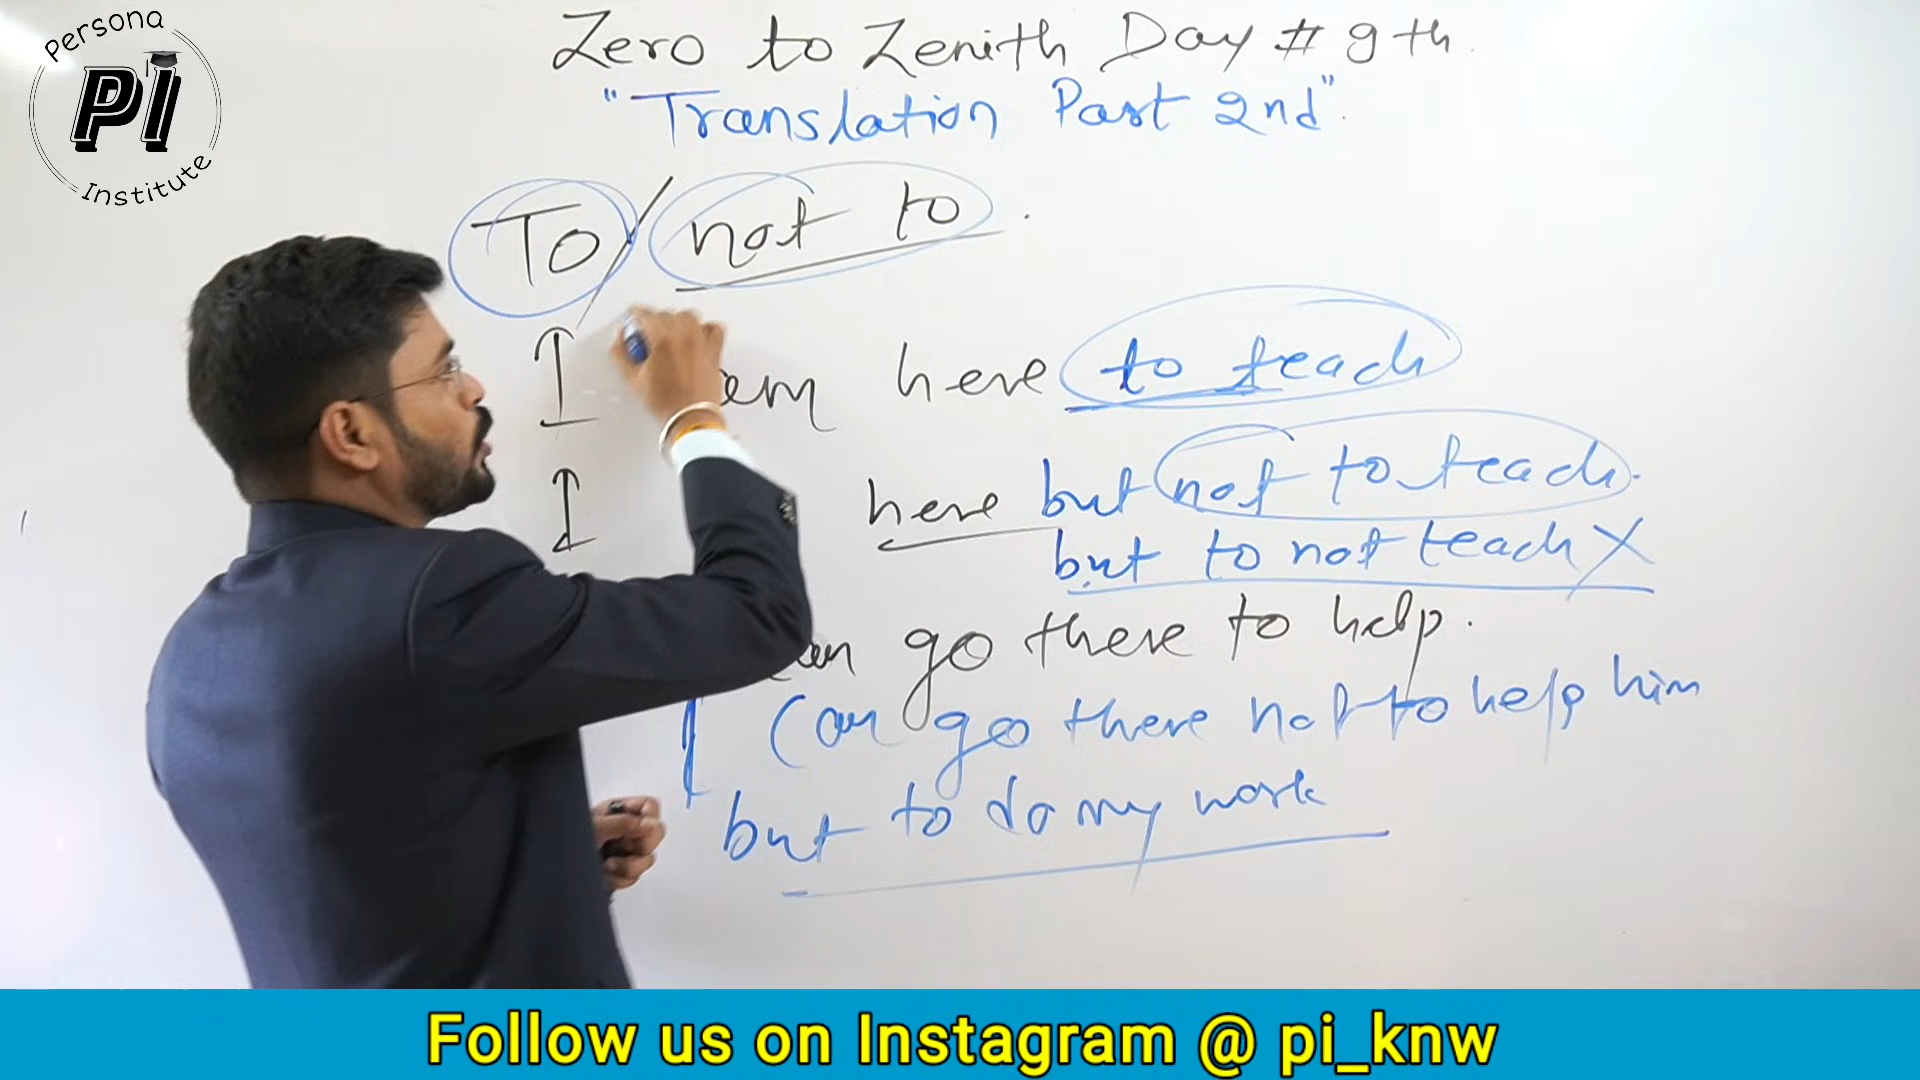 Persona
PI
Institute
Zero to Zenith Day # 9th
"Translation Part 2nd".
To / not to.
I am here to teach
I here but not to teach.
but to not teach X
can go there to help.
I can go there not to help him
but to do my work
Follow us on Instagram @ pi_knw